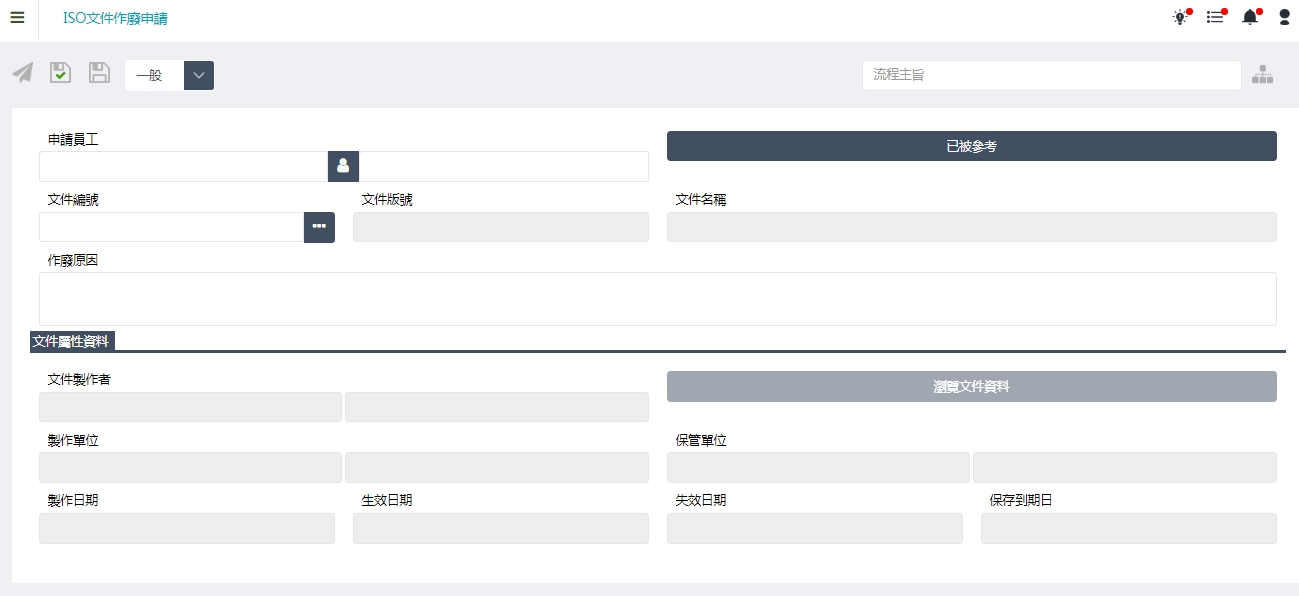 ISO文件作廢申請
一般
流程主旨
申請員工
已被參考
文件編號
文件版號
文件名稱
作廢原因
文件屬性資料
文件製作者
瀏覽文件資料
製作單位
保管單位
製作日期
生效日期
失效日期
保存到期日